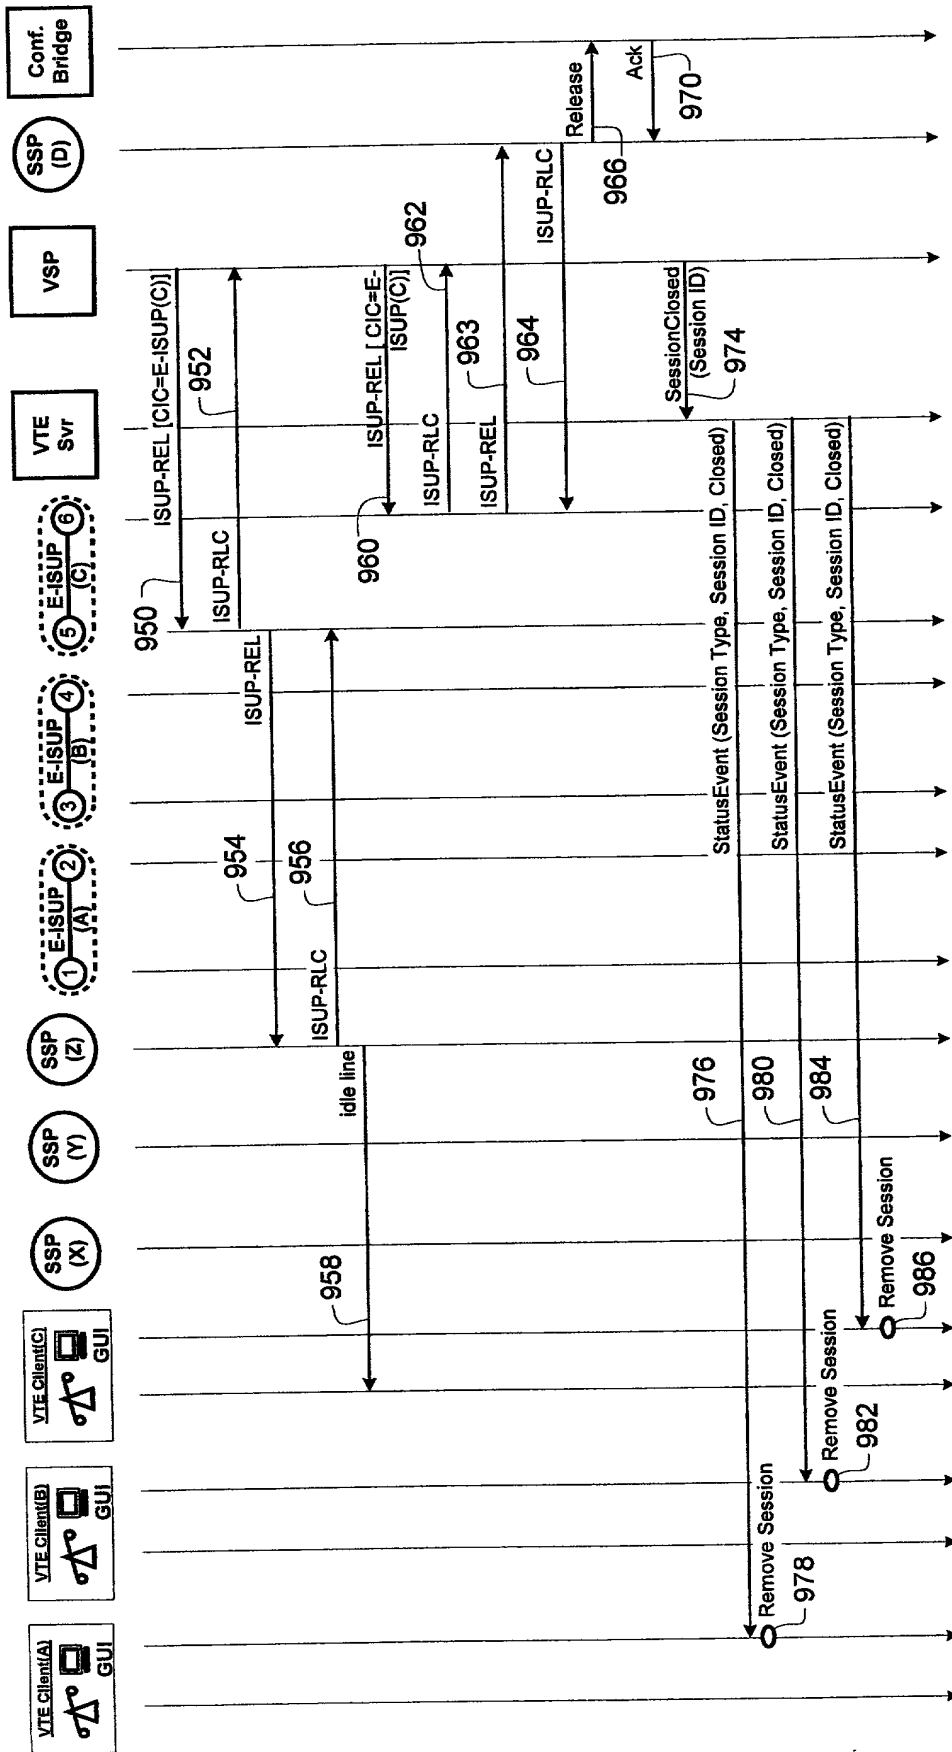 VTE Client(A)
GUI
VTE Client(B)
GUI
VTE Client(C)
GUI
SSP
(X)
SSP
(Y)
SSP
(Z)
1
E-ISUP
(A)
2
3
E-ISUP
(B)
4
5
E-ISUP
(C)
6
VTE
Svr
VSP
SSP
(D)
Conf.
Bridge
950
ISUP-REL [CIC=E-ISUP(C)]
ISUP-RLC
952
ISUP-REL
954
ISUP-RLC
956
idle line
958
ISUP-REL [ CIC=E-
ISUP(C)]
960
ISUP-RLC
962
ISUP-REL
963
ISUP-RLC
964
Release
966
Ack
970
SessionClosed
(Session ID)
974
StatusEvent (Session Type, Session ID, Closed)
976
Remove Session
978
StatusEvent (Session Type, Session ID, Closed)
980
Remove Session
982
StatusEvent (Session Type, Session ID, Closed)
984
Remove Session
986